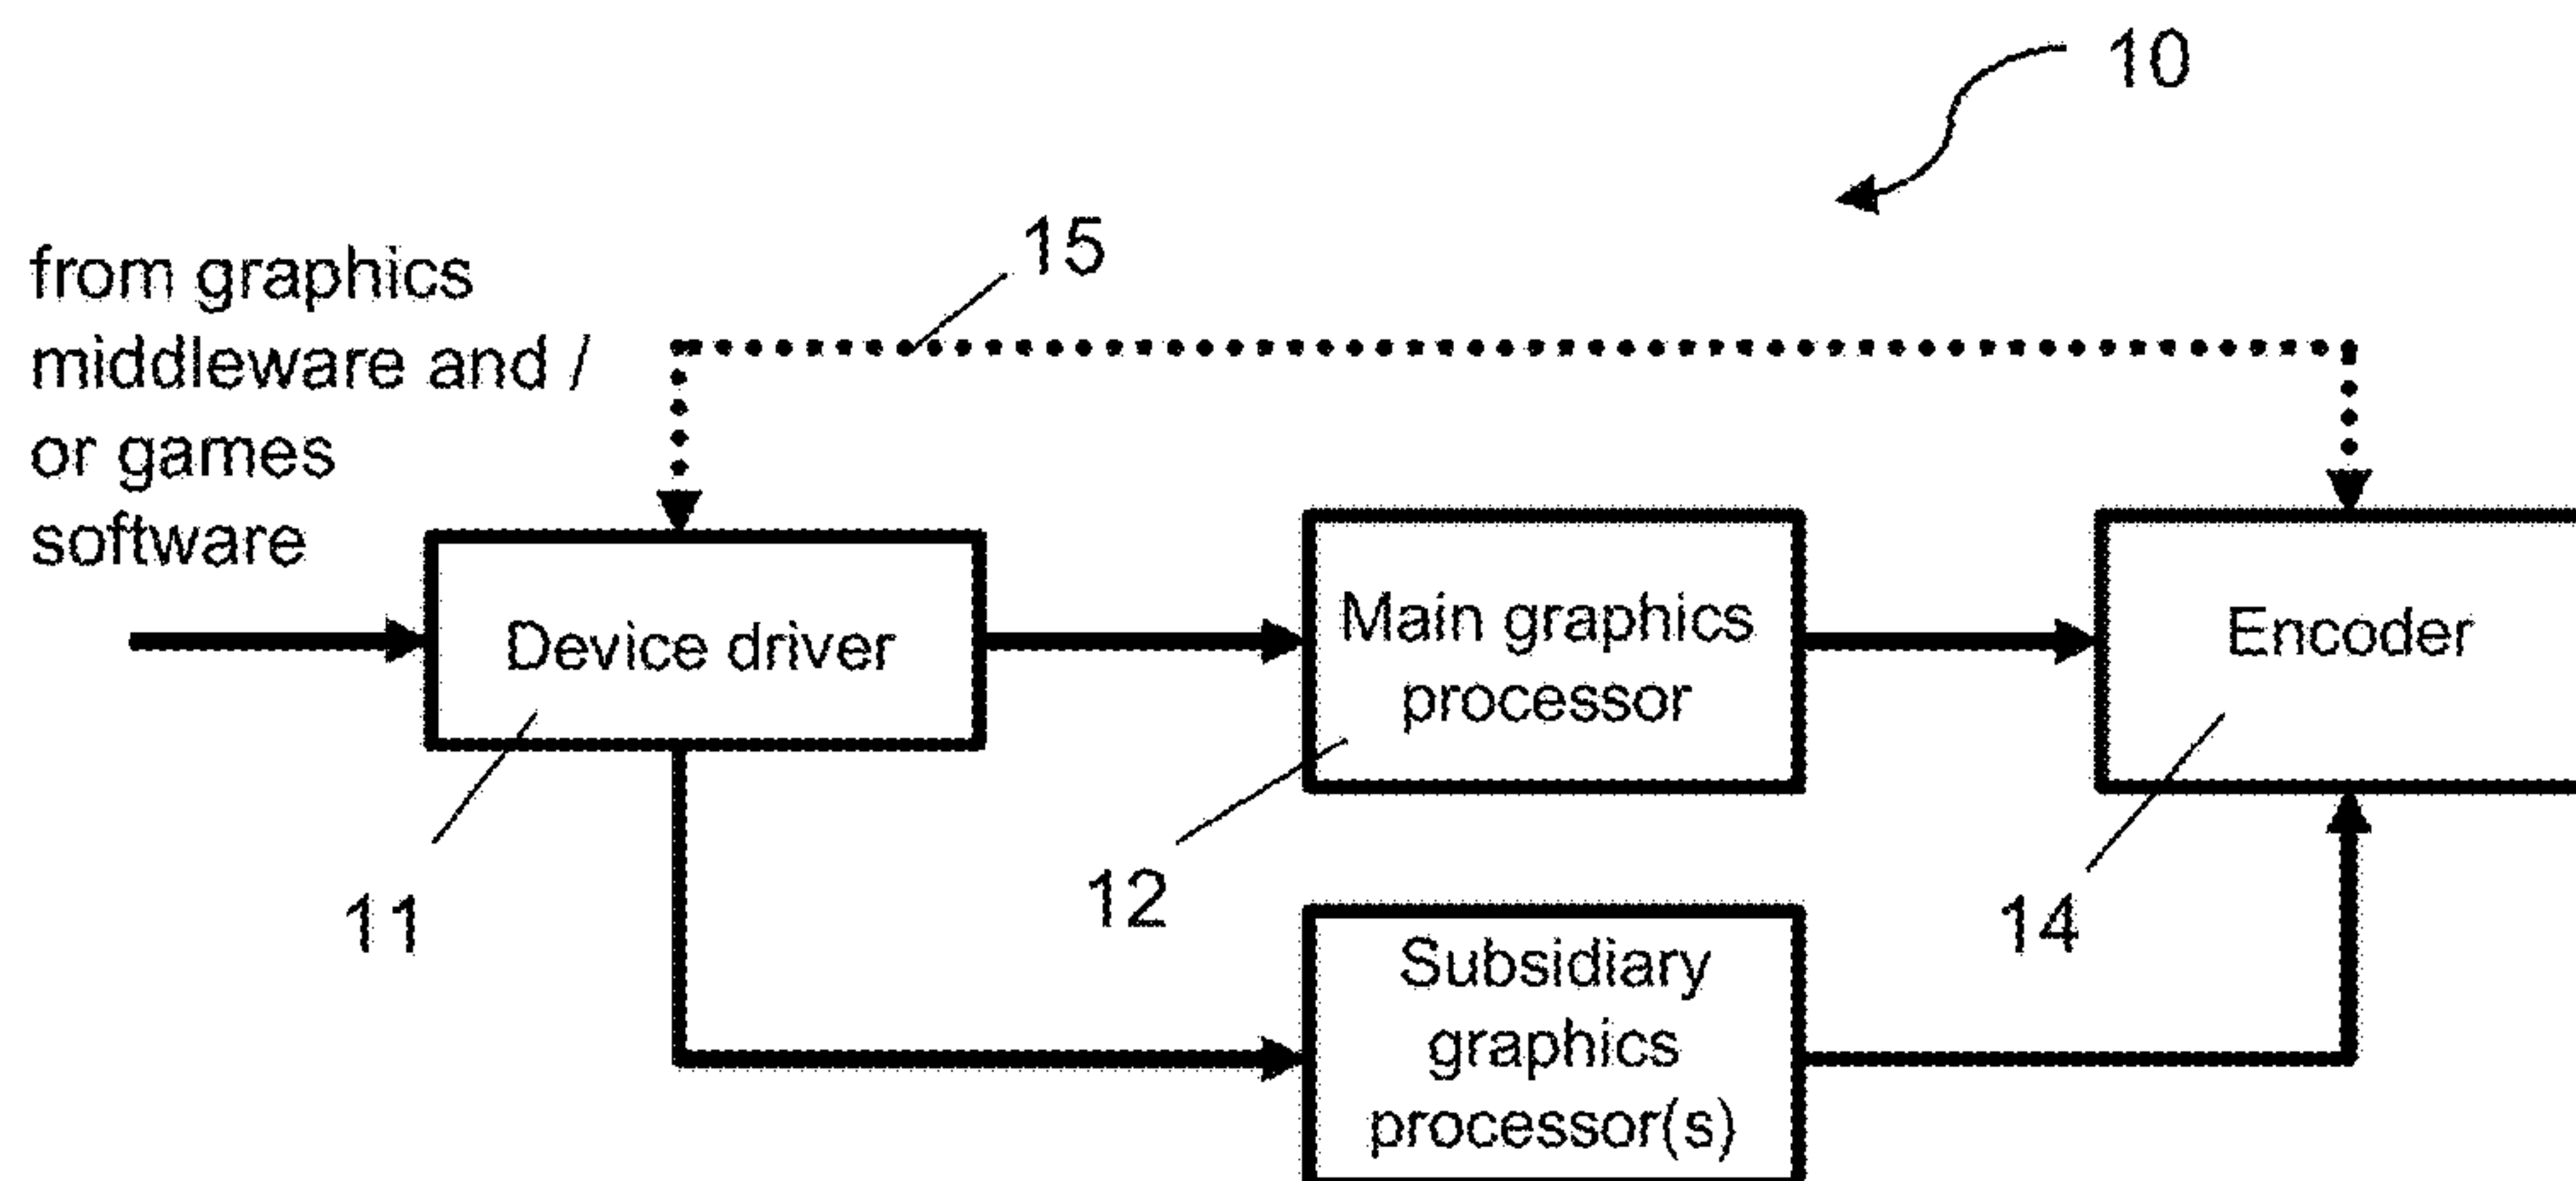 10
15
from graphics
middleware and /
or games
software
Device driver
Main graphics
processor
Encoder
11
12
14
Subsidiary
graphics
processor(s)